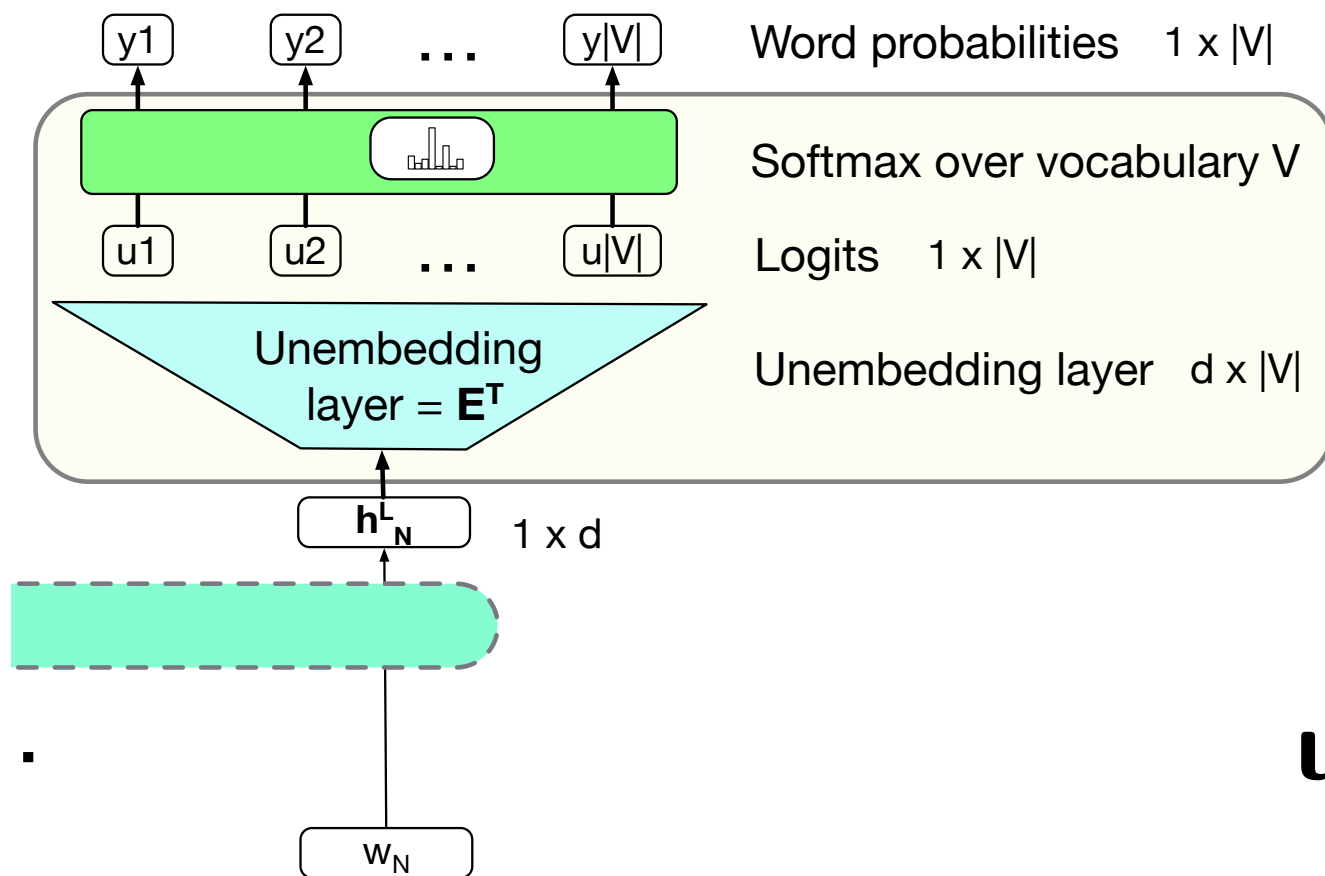 y1 y2 ... y|V| Word probabilities 1 x |V|
Softmax over vocabulary V
u1 u2 ... u|V| Logits 1 x |V|
Unembedding
layer = E^T Unembedding layer d x |V|
h^L_N 1 x d
. u
w_N